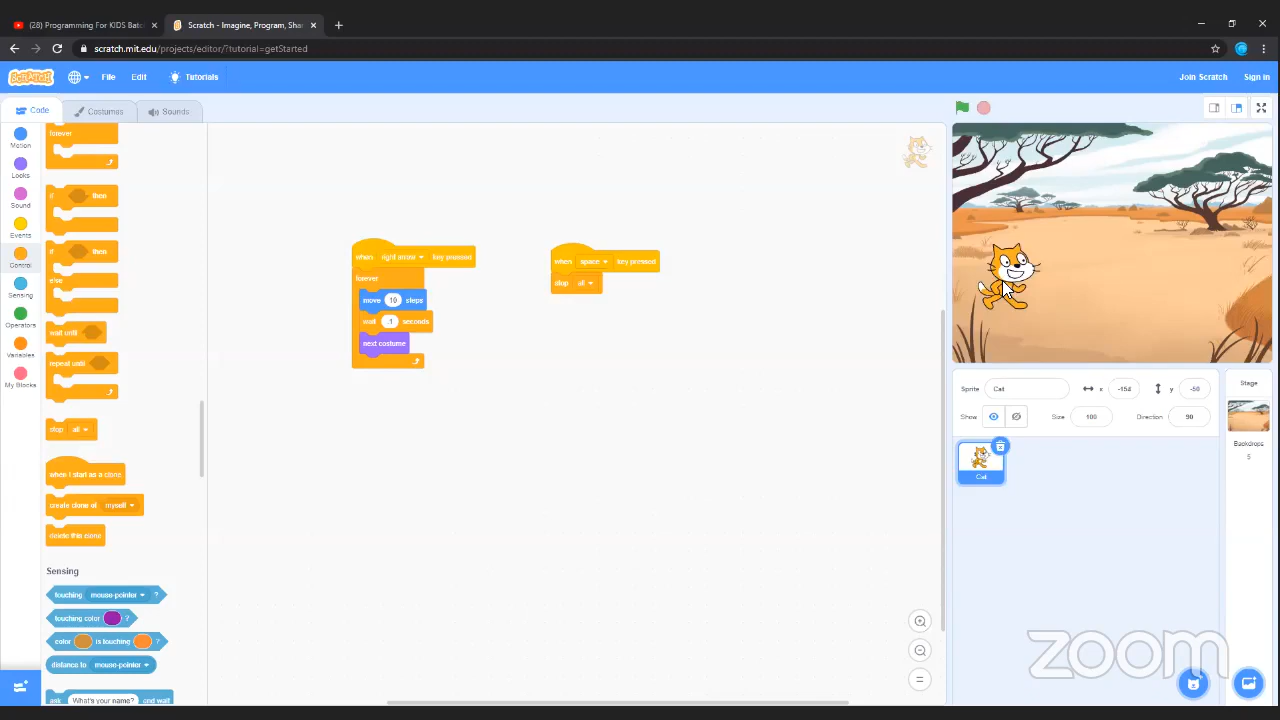 (28) Programming For KIDS Batch
Scratch - Imagine, Program, Sha
scratch.mit.edu/projects/editor/?tutorial=getStarted
SCRATCH
File
Edit
Tutorials
Join Scratch
Sign in
Code
Costumes
Sounds
Motion
Looks
Sound
Events
Control
Sensing
Operators
Variables
My Blocks
forever
if then
if then
else
wait until
repeat until
stop all
when I start as a clone
create clone of myself
delete this clone
Sensing
touching mouse-pointer ?
touching color ?
color is touching ?
distance to mouse-pointer
ask What's your name? and wait
when right arrow key pressed
forever
move 10 steps
wait .1 seconds
next costume
when space key pressed
stop all
Sprite Cat x -154 y -50
Show Size 100 Direction 90
Cat
Stage
Backdrops
5
zoom